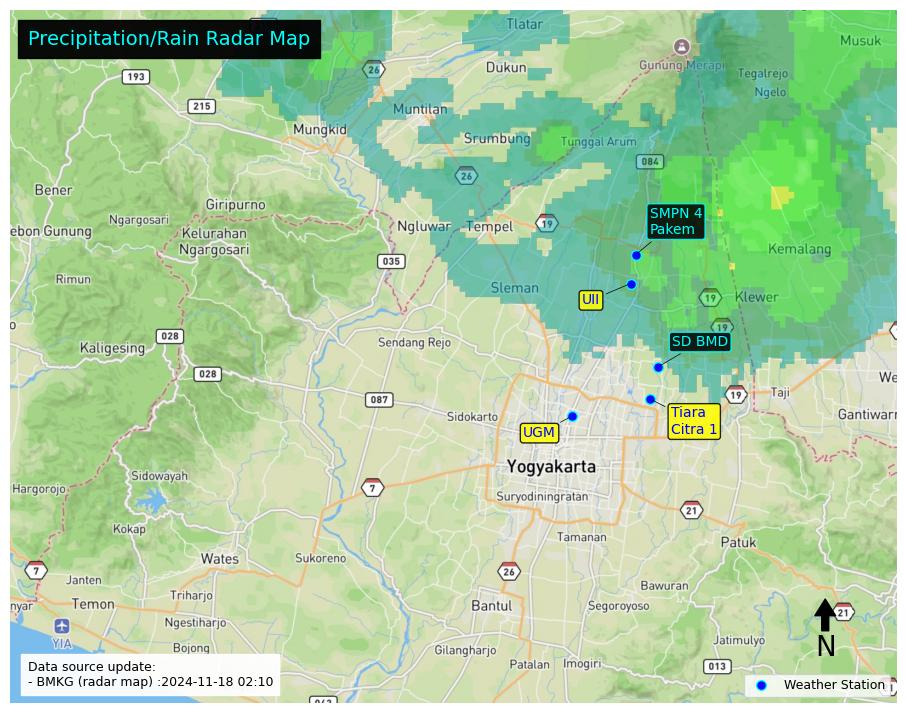 Precipitation/Rain Radar Map
Tlatar
Musuk
Gunung Merapi
26
Dukun
Tegalrejo
193
Ngelo
215
Muntilan
Mungkid
Srumbung
Tunggal Arum
084
26
Bener
Giripurno
SMPN 4
Pakem
Ngargosari
ebon Gunung
Kelurahan
Ngargosari
Ngluwar
Tempel
19
Kemalang
035
Rimun
Sleman
UII
19
Klewer
19
028
Sendang Rejo
SD BMD
Kaligesing
028
We
087
19
Taji
Sidokarto
Tiara
Citra 1
Gantiwarn
UGM
Yogyakarta
Sidowayah
Hargorojo
7
Suryodiningratan
21
Kokap
Tamanan
Patuk
Wates
Sukoreno
7
26
Janten
Bawuran
Triharjo
nyar
Temon
Bantul
Segoroyoso
21
Ngestiharjo
YIA
Jatimulyo
N
Bojong
Gilangharjo
Patalan
Imogiri
013
Data source update:
- BMKG (radar map) :2024-11-18 02:10
Weather Station